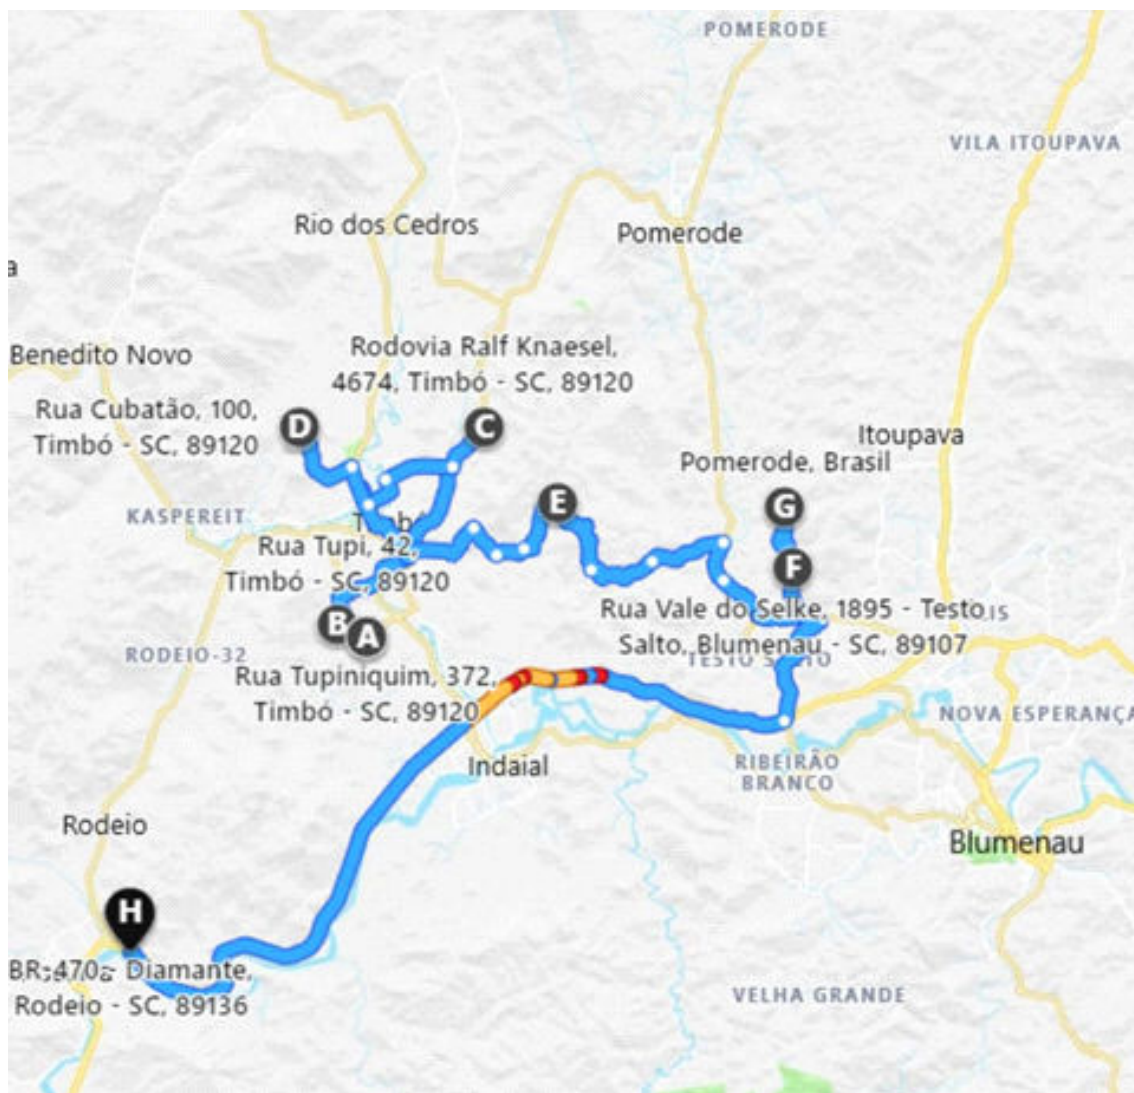 POMERODE
VILA ITOUPAVA
Rio dos Cedros
Pomerode
a
Benedito Novo
Rodovia Ralf Knaesel,
4674, Timbó - SC, 89120
Rua Cubatão, 100,
Timbó - SC, 89120
D
C
Itoupava
Pomerode, Brasil
E
G
KASPEREIT
Rua Tupi, 42,
Timbó - SC, 89120
F
Rua Vale do Selke, 1895 - Testo
Salto, Blumenau - SC, 89107
B
A
RODEIO-32
Rua Tupiniquim, 372,
Timbó - SC, 89120
NOVA ESPERANÇA
Indaial
RIBEIRÃO
BRANCO
Rodeio
Blumenau
H
BR-470 - Diamante,
Rodeio - SC, 89136
VELHA GRANDE